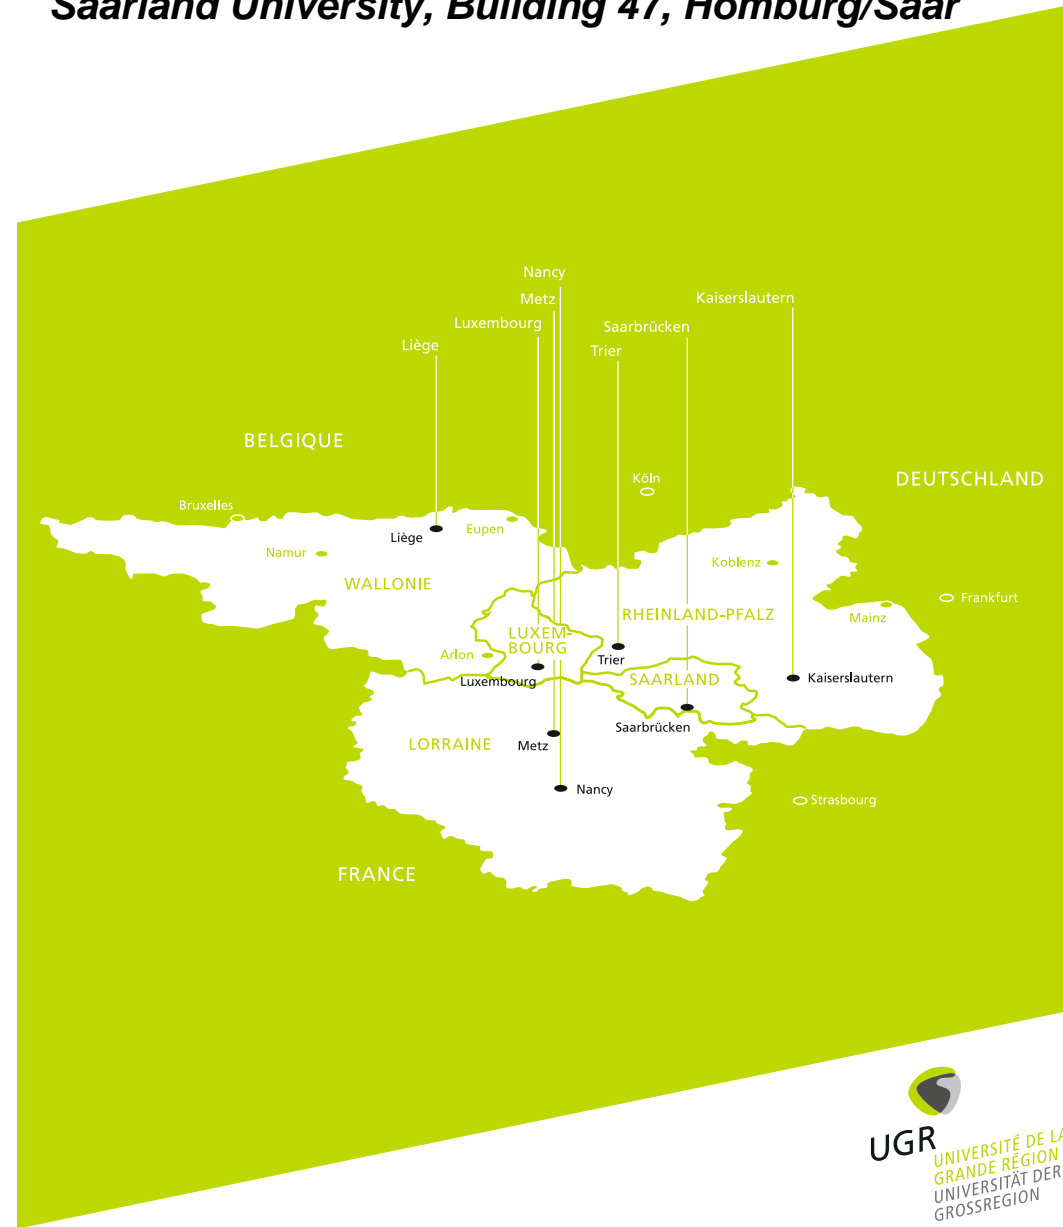 Saarland University, Building 47, Homburg/Saar
Nancy
Metz
Kaiserslautern
Luxembourg
Saarbrücken
Liège
Trier
BELGIQUE
Köln
DEUTSCHLAND
Bruxelles
Eupen
Liège
Namur
Koblenz
WALLONIE
Frankfurt
RHEINLAND-PFALZ
Mainz
LUXEM-
BOURG
Arlon
Trier
Luxembourg
SAARLAND
Kaiserslautern
Saarbrücken
LORRAINE
Metz
Nancy
Strasbourg
FRANCE
UGR
UNIVERSITÉ DE LA
GRANDE RÉGION
UNIVERSITÄT DER
GROSSREGION